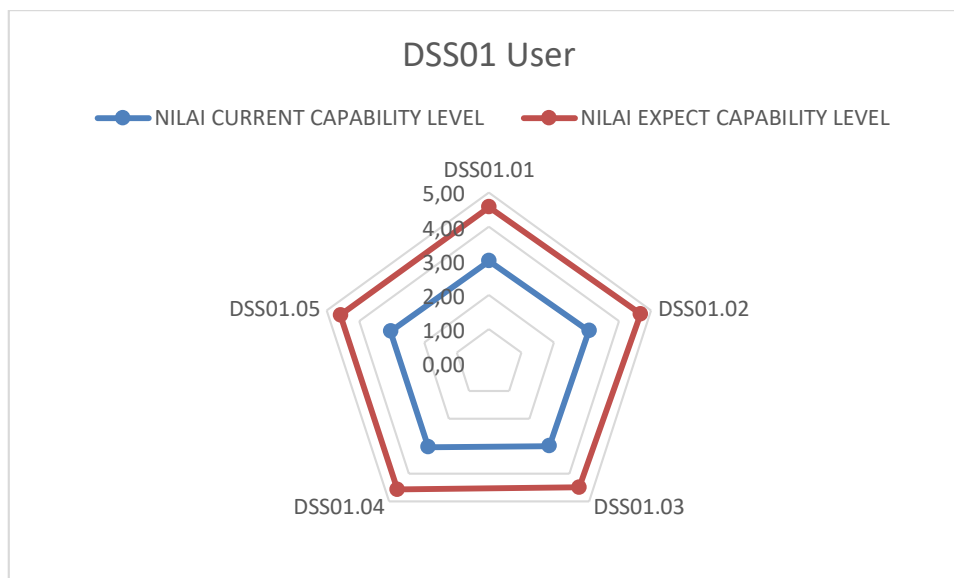 DSS01 User
NILAI CURRENT CAPABILITY LEVEL NILAI EXPECT CAPABILITY LEVEL
DSS01.01
5,00
4,00
3,00
DSS01.05
DSS01.02
2,00
1,00
0,00
DSS01.04
DSS01.03